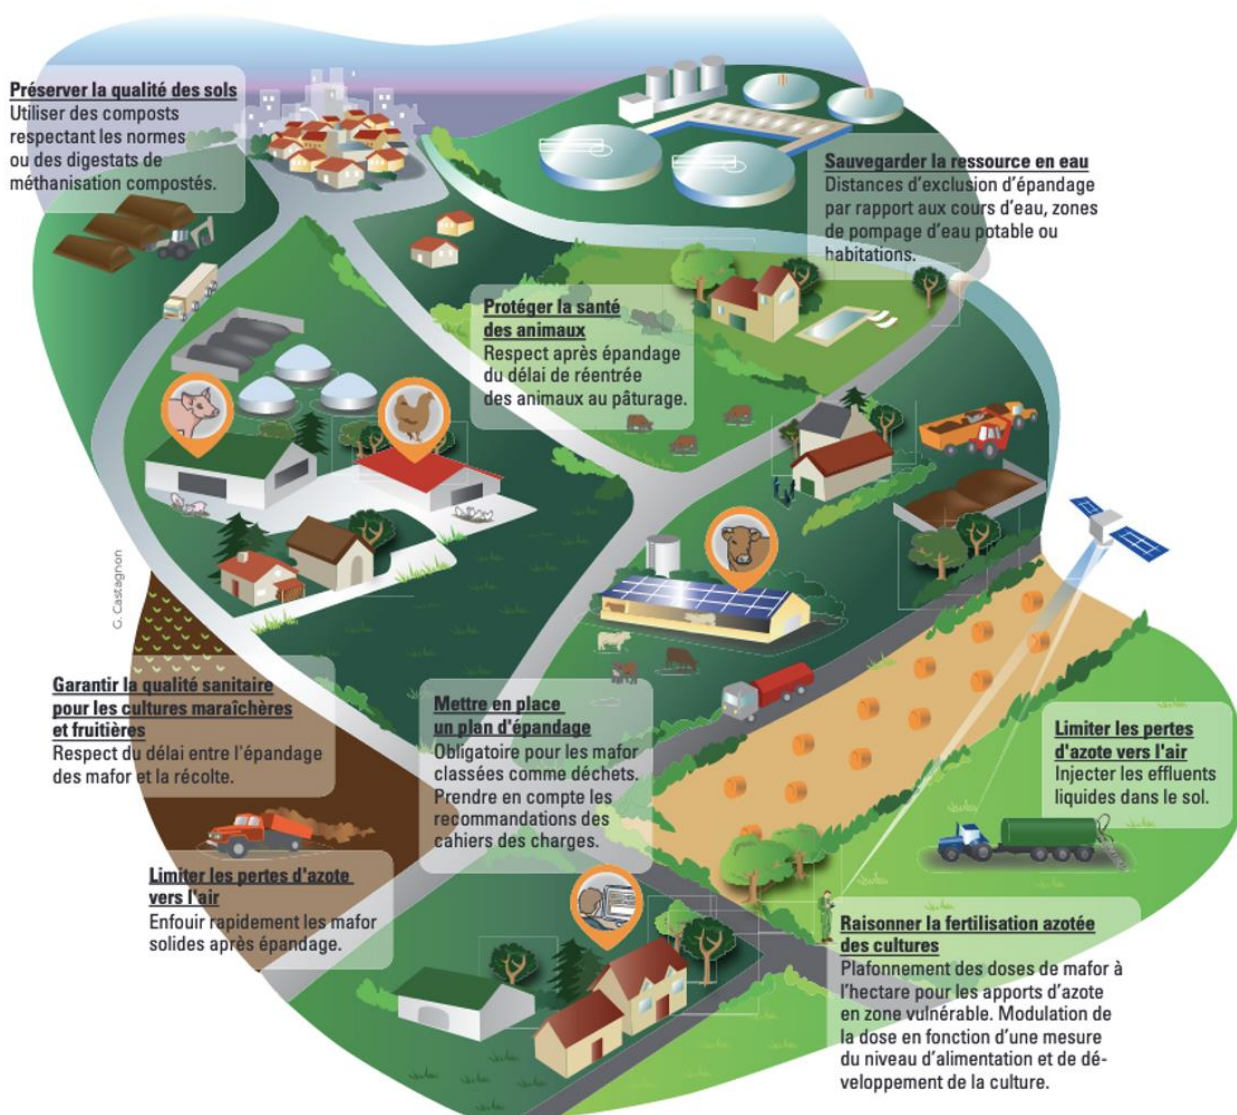 Préserver la qualité des sols
Utiliser des composts
respectant les normes
ou des digestats de
méthanisation compostés.
Sauvegarder la ressource en eau
Distances d’exclusion d’épandage
par rapport aux cours d’eau, zones
de pompage d’eau potable ou
habitations.
Protéger la santé
des animaux
Respect après épandage
du délai de réentrée
des animaux au pâturage.
G. Castagnon
Garantir la qualité sanitaire
pour les cultures maraîchères
et fruitières
Respect du délai entre l'épandage
des mafor et la récolte.
Mettre en place
un plan d'épandage
Obligatoire pour les mafor
classées comme déchets.
Prendre en compte les
recommandations des
cahiers des charges.
Limiter les pertes
d'azote vers l'air
Injecter les effluents
liquides dans le sol.
Limiter les pertes d'azote
vers l'air
Enfouir rapidement les mafor
solides après épandage.
Raisonner la fertilisation azotée
des cultures
Plafonnement des doses de mafor à
l’hectare pour les apports d’azote
en zone vulnérable. Modulation de
la dose en fonction d’une mesure
du niveau d’alimentation et de dé-
veloppement de la culture.